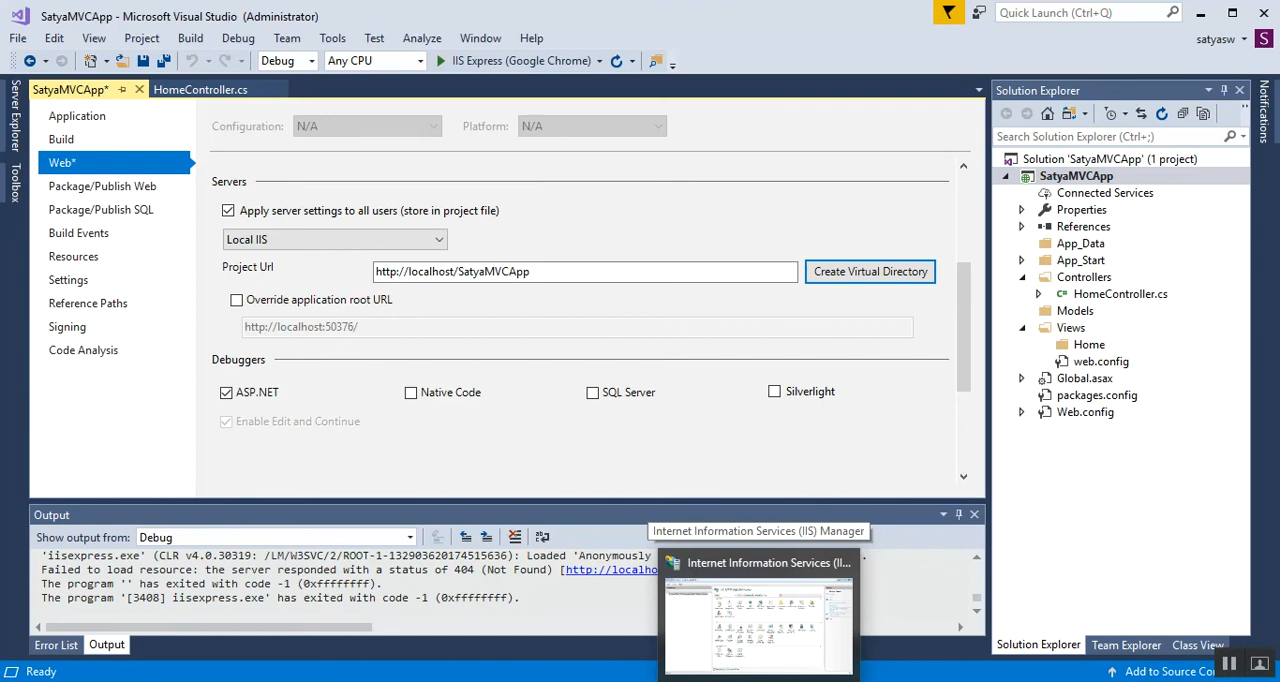 SatyaMVCApp - Microsoft Visual Studio (Administrator)
Quick Launch (Ctrl+Q)
File Edit View Project Build Debug Team Tools Test Analyze Window Help
satyasw S
Debug Any CPU IIS Express (Google Chrome)
Server Explorer
Toolbox
Notifications
SatyaMVCApp* HomeController.cs
Application
Build
Web*
Package/Publish Web
Package/Publish SQL
Build Events
Resources
Settings
Reference Paths
Signing
Code Analysis
Configuration: N/A Platform: N/A
Servers
Apply server settings to all users (store in project file)
Local IIS
Project Url http://localhost/SatyaMVCApp Create Virtual Directory
Override application root URL
http://localhost:50376/
Debuggers
ASP.NET Native Code SQL Server Silverlight
Enable Edit and Continue
Solution Explorer
Search Solution Explorer (Ctrl+;)
Solution 'SatyaMVCApp' (1 project)
SatyaMVCApp
Connected Services
Properties
References
App_Data
App_Start
Controllers
HomeController.cs
Models
Views
Home
web.config
Global.asax
packages.config
Web.config
Output
Show output from: Debug
'iisexpress.exe' (CLR v4.0.30319: /LM/W3SVC/2/ROOT-1-132903620174515636): Loaded 'Anonymously
Failed to load resource: the server responded with a status of 404 (Not Found) [http://localho
The program '' has exited with code -1 (0xffffffff).
The program '[3408] iisexpress.exe' has exited with code -1 (0xffffffff).
Internet Information Services (IIS) Manager
Internet Information Services (II...
Error List Output
Solution Explorer Team Explorer Class View
Ready
Add to Source Co